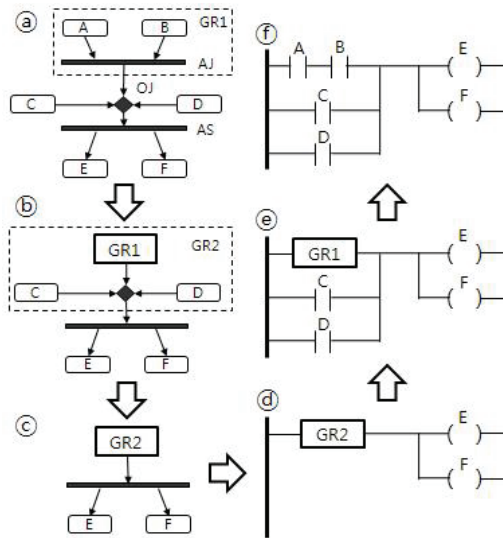 ⓐ
A B GR1
AJ
OJ
C D
AS
E F
ⓑ
GR2
GR1
C D
E F
ⓒ
GR2
E F
ⓕ
A B E
F
C
D
ⓔ
GR1 E
F
C
D
ⓓ
GR2 E
F